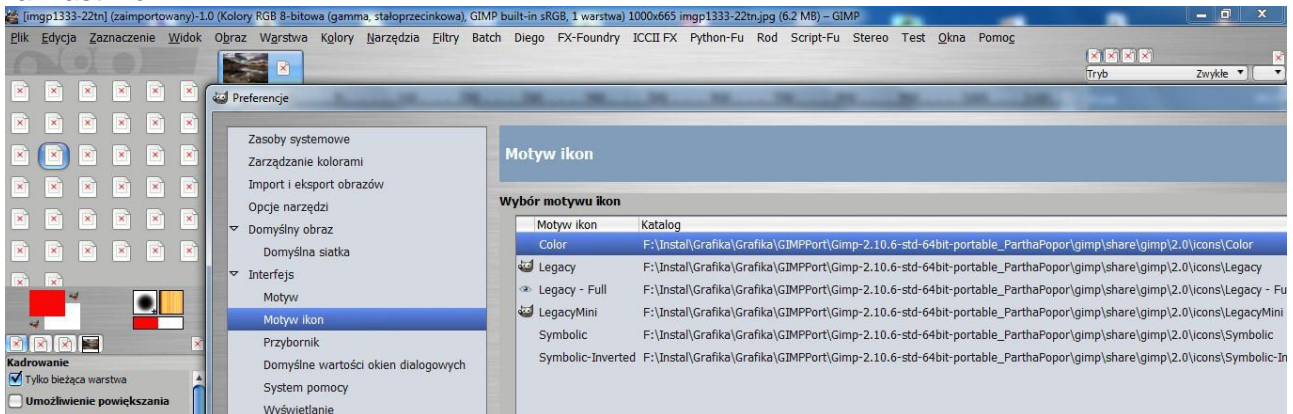 [imgp1333-22tn] (zaimportowany)-1.0 (Kolory RGB 8-bitowa (gamma, stałoprzecinkowa), GIMP built-in sRGB, 1 warstwa) 1000x665 imgp1333-22tn.jpg (6.2 MB) – GIMP
Plik Edycja Zaznaczenie Widok Obraz Warstwa Kolory Narzędzia Filtry Batch Diego FX-Foundry ICCII FX Python-Fu Rod Script-Fu Stereo Test Okna Pomoc
Tryb Zwykłe
Preferencje
Zasoby systemowe
Zarządzanie kolorami
Import i eksport obrazów
Opcje narzędzi
Domyślny obraz
Domyślna siatka
Interfejs
Motyw
Motyw ikon
Przybornik
Domyślne wartości okien dialogowych
System pomocy
Wyświetlanie
Motyw ikon
Wybór motywu ikon
Motyw ikon Katalog
Color F:\Instal\Grafika\Grafika\GIMPPort\Gimp-2.10.6-std-64bit-portable_ParthaPopor\gimp\share\gimp\2.0\icons\Color
Legacy F:\Instal\Grafika\Grafika\GIMPPort\Gimp-2.10.6-std-64bit-portable_ParthaPopor\gimp\share\gimp\2.0\icons\Legacy
Legacy - Full F:\Instal\Grafika\Grafika\GIMPPort\Gimp-2.10.6-std-64bit-portable_ParthaPopor\gimp\share\gimp\2.0\icons\Legacy - Fu
LegacyMini F:\Instal\Grafika\Grafika\GIMPPort\Gimp-2.10.6-std-64bit-portable_ParthaPopor\gimp\share\gimp\2.0\icons\LegacyMini
Symbolic F:\Instal\Grafika\Grafika\GIMPPort\Gimp-2.10.6-std-64bit-portable_ParthaPopor\gimp\share\gimp\2.0\icons\Symbolic
Symbolic-Inverted F:\Instal\Grafika\Grafika\GIMPPort\Gimp-2.10.6-std-64bit-portable_ParthaPopor\gimp\share\gimp\2.0\icons\Symbolic-In
Kadrowanie
Tylko bieżąca warstwa
Umożliwienie powiększania